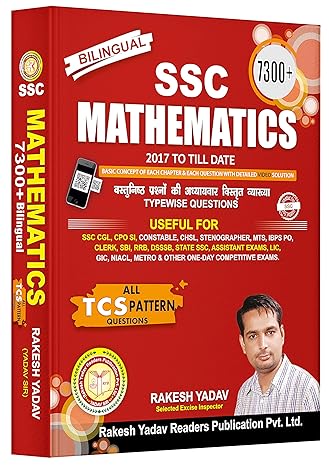 SSC
MATHEMATICS
7300+ Bilingual
TCS PATTERN
RAKESH YADAV
(YADAV SIR)
BILINGUAL
7300+
SSC
MATHEMATICS
2017 TO TILL DATE
BASIC CONCEPT OF EACH CHAPTER & EACH QUESTION WITH DETAILED VIDEO SOLUTION
वस्तुनिष्ठ प्रश्नों की अध्यायवार विस्तृत व्याख्या
TYPEWISE QUESTIONS
USEFUL FOR
SSC CGL, CPO SI, CONSTABLE, CHSL, STENOGRAPHER, MTS, IBPS PO,
CLERK, SBI, RRB, DSSSB, STATE SSC, ASSISTANT EXAMS, LIC,
GIC, NIACL, METRO & OTHER ONE-DAY COMPETITIVE EXAMS.
ALL
TCS PATTERN
QUESTIONS
RAKESH YADAV
Selected Excise Inspector
Rakesh Yadav Readers Publication Pvt. Ltd.